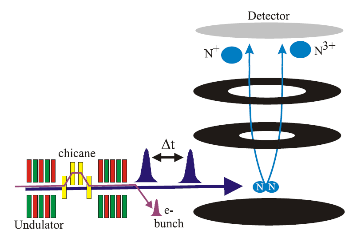 Detector
N+
N3+
chicane
Δt
N N
e-
bunch
Undulator